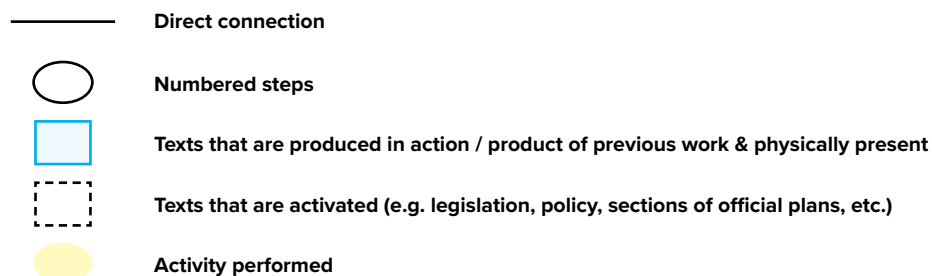 Direct connection
Numbered steps
Texts that are produced in action / product of previous work & physically present
Texts that are activated (e.g. legislation, policy, sections of official plans, etc.)
Activity performed